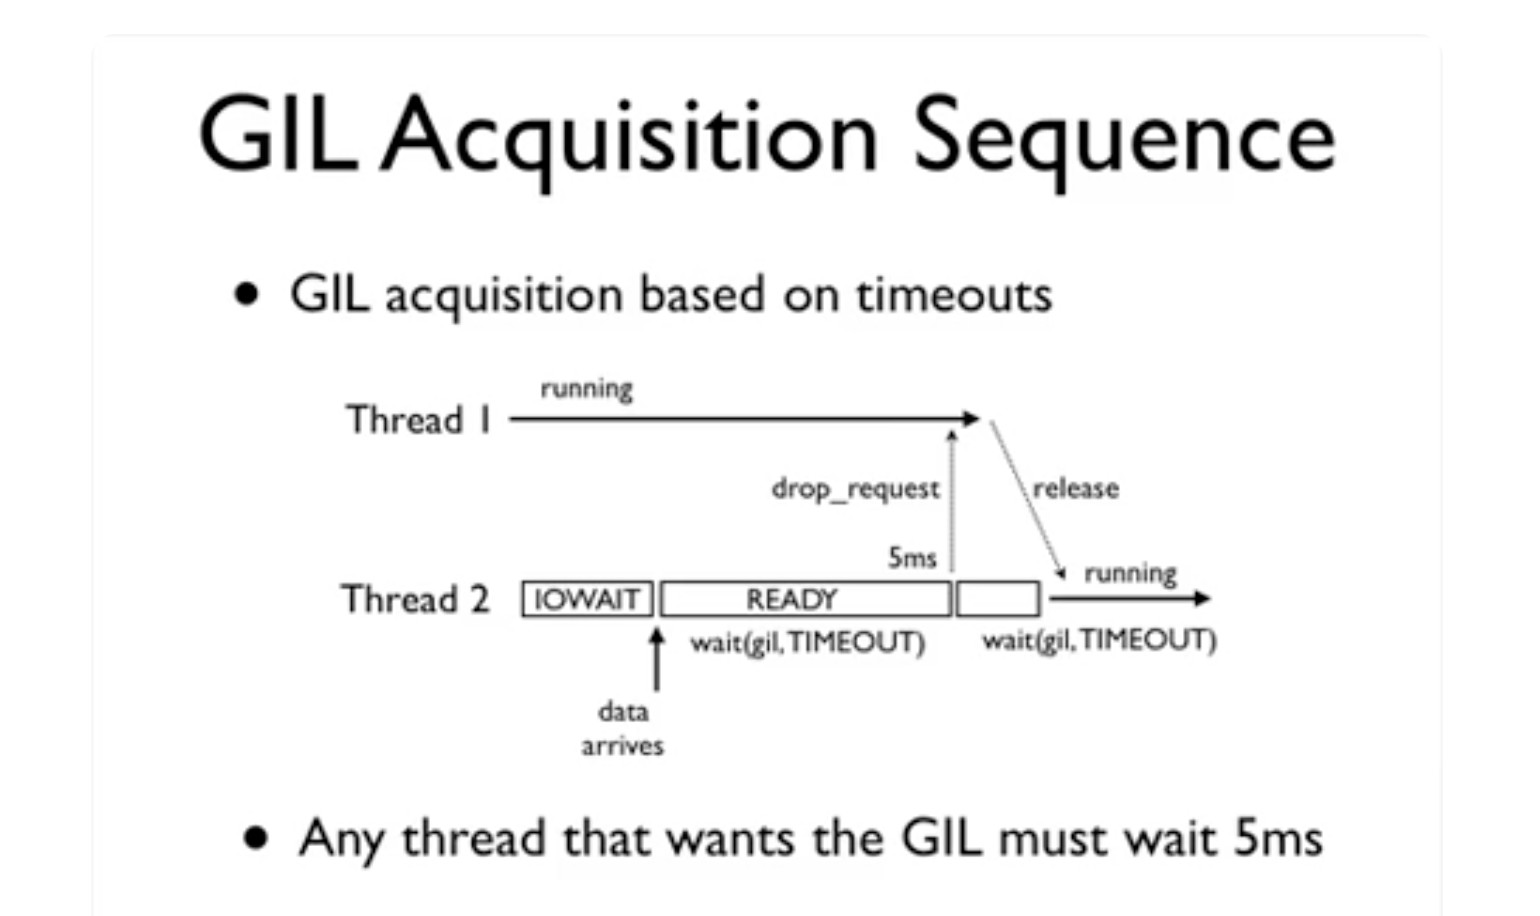 GIL Acquisition Sequence
• GIL acquisition based on timeouts
running
Thread 1
drop_request
release
5ms
running
Thread 2
IOWAIT
READY
wait(gil, TIMEOUT)
wait(gil, TIMEOUT)
data
arrives
• Any thread that wants the GIL must wait 5ms